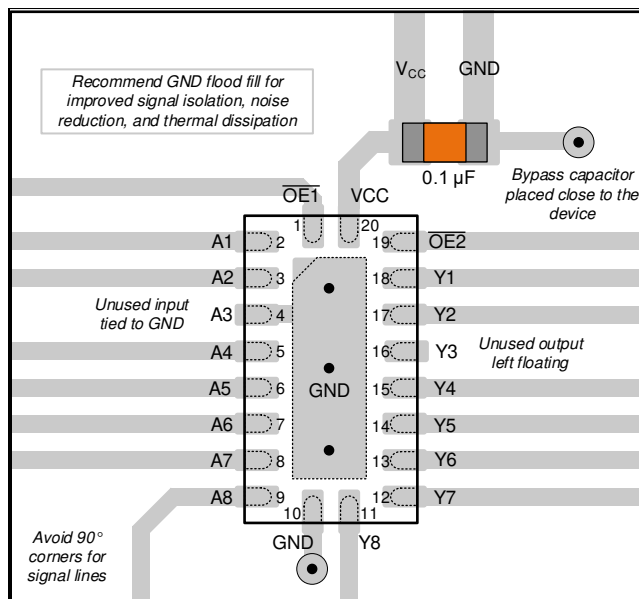 Recommend GND flood fill for
improved signal isolation, noise
reduction, and thermal dissipation
V_CC GND
0.1 µF
Bypass capacitor
placed close to the
device
O̅E̅1̅ VCC
1 20
A1 2 19 O̅E̅2̅
A2 3 18 Y1
Unused input
tied to GND
A3 4 17 Y2
A4 5 16 Y3
Unused output
left floating
A5 6 GND 15 Y4
A6 7 14 Y5
A7 8 13 Y6
A8 9 12 Y7
10 11
GND Y8
Avoid 90°
corners for
signal lines